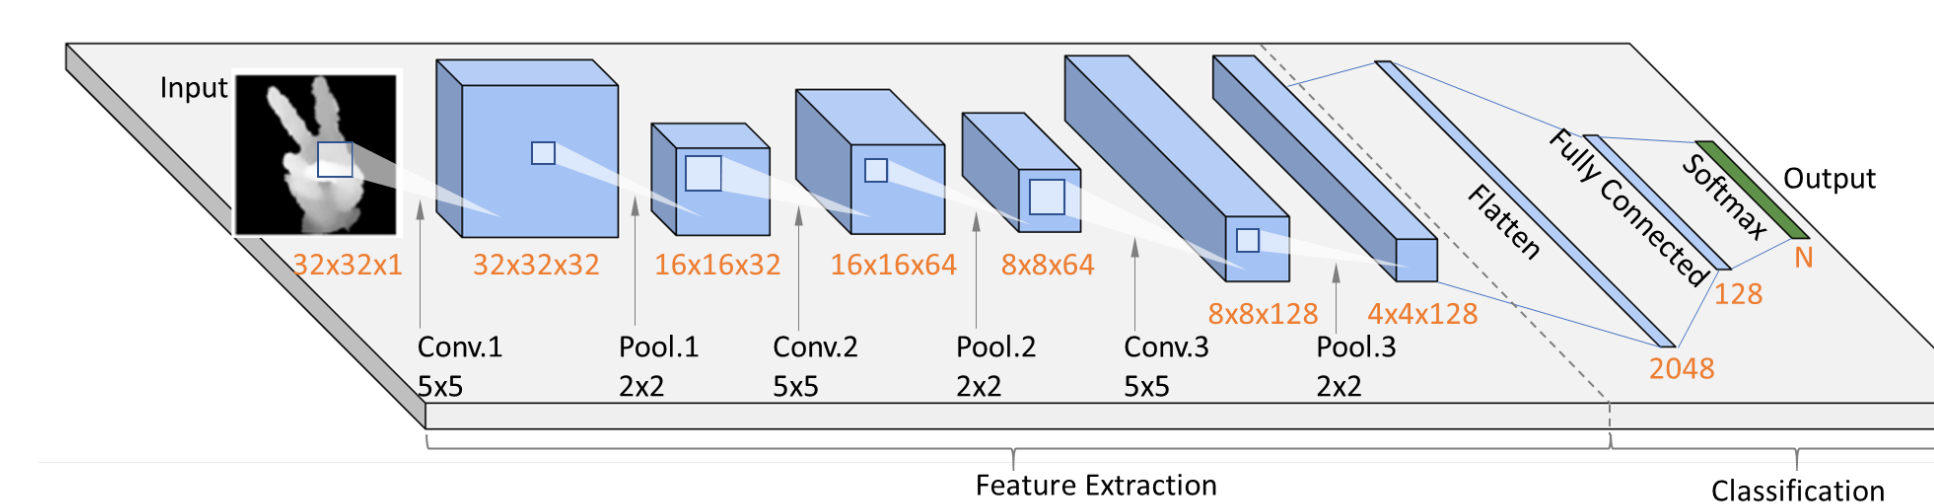 Input
32x32x1
32x32x32
16x16x32
16x16x64
8x8x64
8x8x128
4x4x128
Conv.1
5x5
Pool.1
2x2
Conv.2
5x5
Pool.2
2x2
Conv.3
5x5
Pool.3
2x2
Flatten
2048
Fully Connected
128
Softmax
N
Output
Feature Extraction
Classification